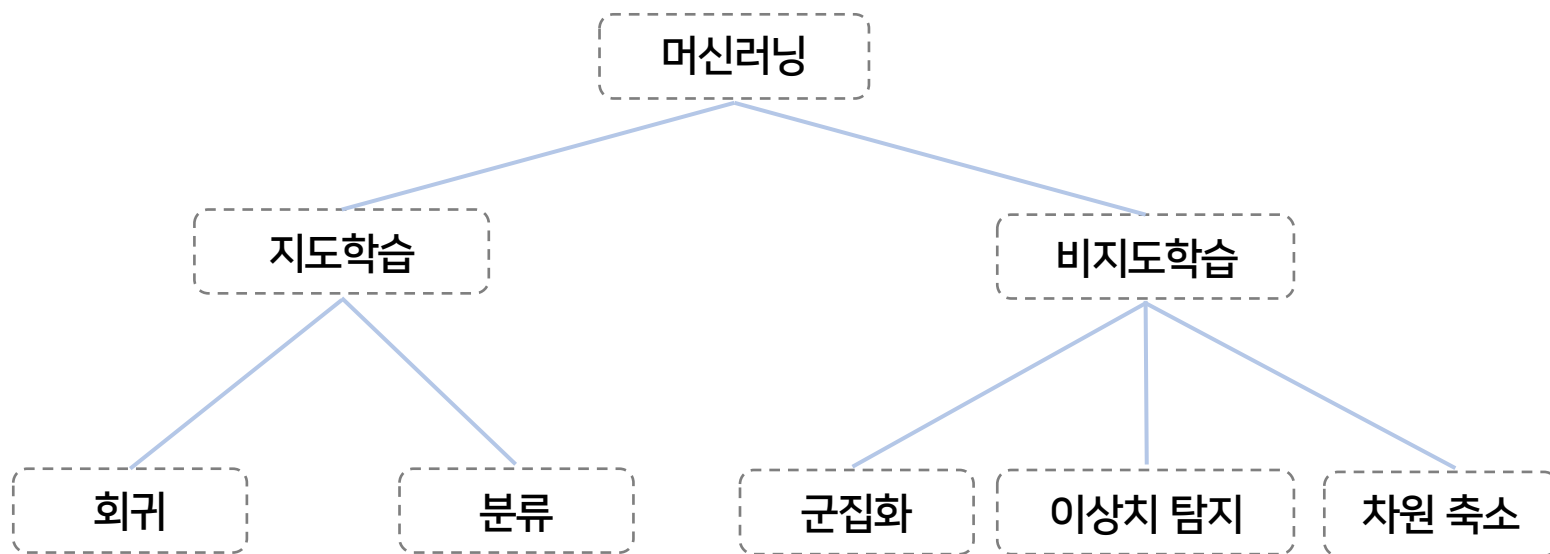 머신러닝
지도학습
비지도학습
회귀
분류
군집화
이상치 탐지
차원 축소